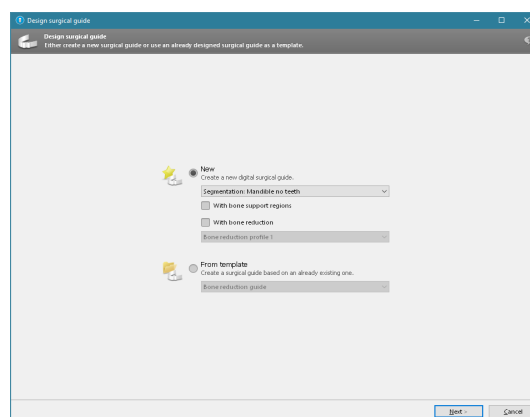 Design surgical guide
Design surgical guide
Either create a new surgical guide or use an already designed surgical guide as a template.
New
Create a new digital surgical guide.
Segmentation: Mandible no teeth
With bone support regions
With bone reduction
Bone reduction profile 1
From template
Create a surgical guide based on an already existing one.
Bone reduction guide
Next >
Cancel